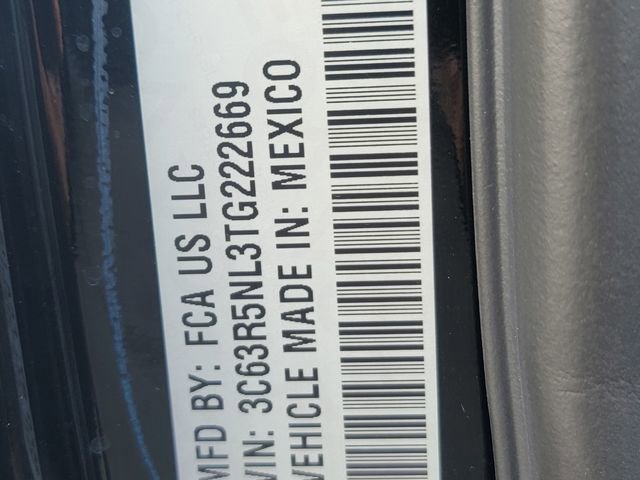 MFD BY: FCA US LLC
VIN: 3C63R5NL3TG222669
VEHICLE MADE IN: MEXICO